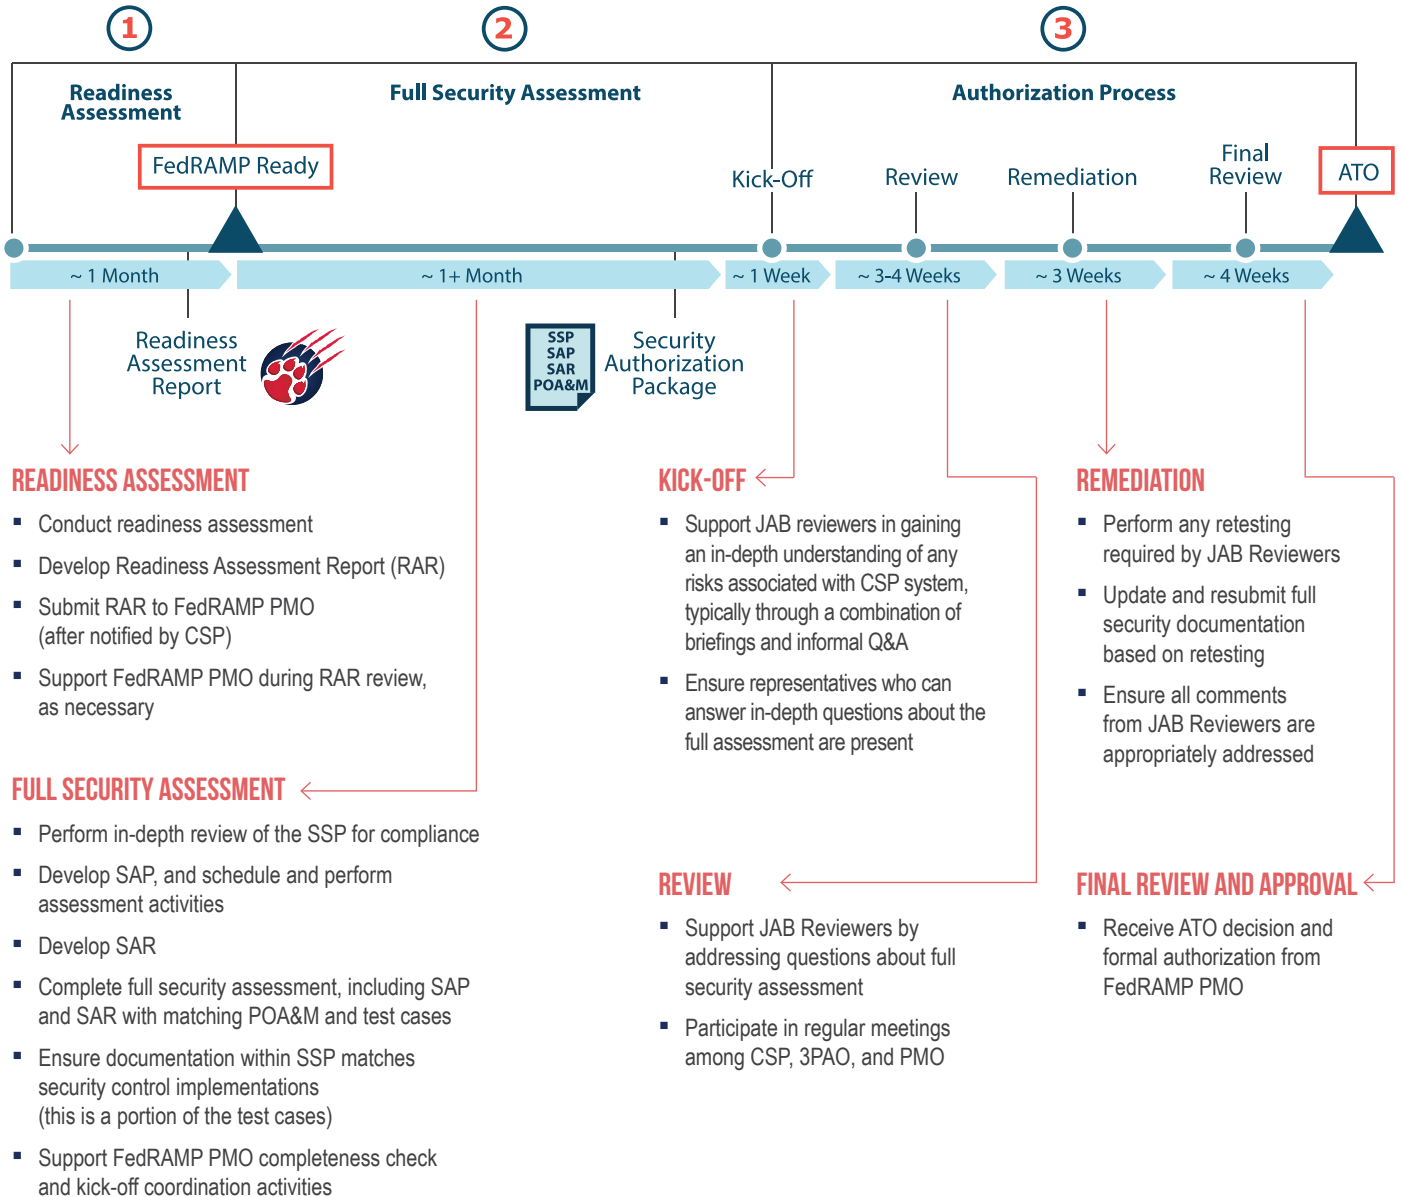 1
2
3
Readiness
Assessment
Full Security Assessment
Authorization Process
FedRAMP Ready
Kick-Off
Review
Remediation
Final
Review
ATO
~ 1 Month
~ 1+ Month
~ 1 Week
~ 3-4 Weeks
~ 3 Weeks
~ 4 Weeks
Readiness
Assessment
Report
SSP
SAP
SAR
POA&M
Security
Authorization
Package
READINESS ASSESSMENT
▪ Conduct readiness assessment
▪ Develop Readiness Assessment Report (RAR)
▪ Submit RAR to FedRAMP PMO
(after notified by CSP)
▪ Support FedRAMP PMO during RAR review,
as necessary
FULL SECURITY ASSESSMENT
▪ Perform in-depth review of the SSP for compliance
▪ Develop SAP, and schedule and perform
assessment activities
▪ Develop SAR
▪ Complete full security assessment, including SAP
and SAR with matching POA&M and test cases
▪ Ensure documentation within SSP matches
security control implementations
(this is a portion of the test cases)
▪ Support FedRAMP PMO completeness check
and kick-off coordination activities
KICK-OFF
▪ Support JAB reviewers in gaining
an in-depth understanding of any
risks associated with CSP system,
typically through a combination of
briefings and informal Q&A
▪ Ensure representatives who can
answer in-depth questions about the
full assessment are present
REVIEW
▪ Support JAB Reviewers by
addressing questions about full
security assessment
▪ Participate in regular meetings
among CSP, 3PAO, and PMO
REMEDIATION
▪ Perform any retesting
required by JAB Reviewers
▪ Update and resubmit full
security documentation
based on retesting
▪ Ensure all comments
from JAB Reviewers are
appropriately addressed
FINAL REVIEW AND APPROVAL
▪ Receive ATO decision and
formal authorization from
FedRAMP PMO